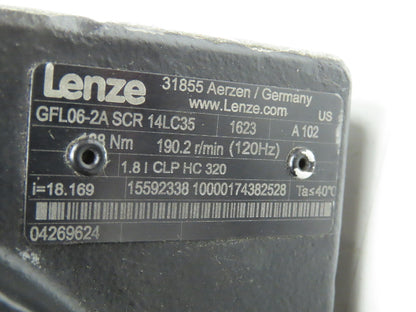 Lenze
31855 Aerzen / Germany
www.Lenze.com
US
GFL06-2A SCR 14LC35 1623 A 102
Nm 190.2 r/min (120Hz)
1.8 l CLP HC 320
i=18.169 15592338 10000174382528 Ta≤40°C
04269624